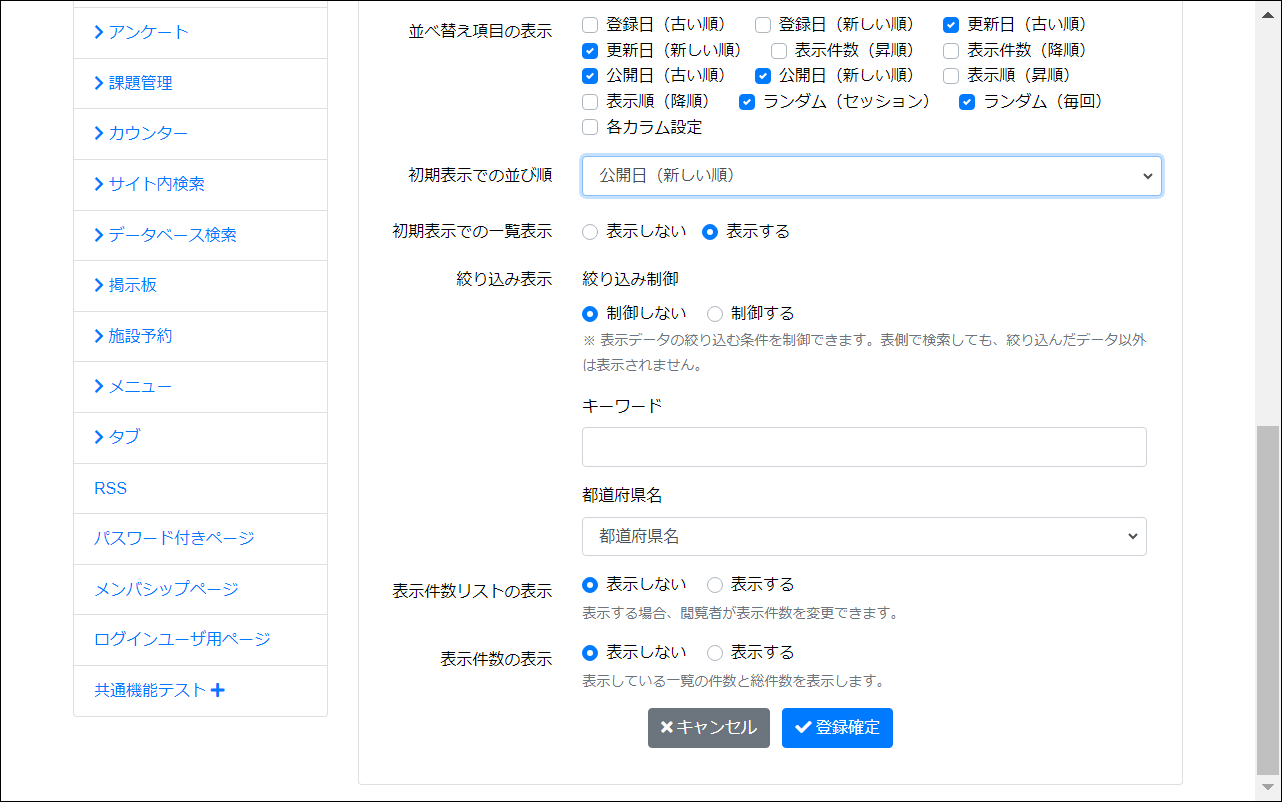 アンケート
課題管理
カウンター
サイト内検索
データベース検索
掲示板
施設予約
メニュー
タブ
RSS
パスワード付きページ
メンバシップページ
ログインユーザ用ページ
共通機能テスト
並べ替え項目の表示
登録日（古い順） 登録日（新しい順） 更新日（古い順）
更新日（新しい順） 表示件数（昇順） 表示件数（降順）
公開日（古い順） 公開日（新しい順） 表示順（昇順）
表示順（降順） ランダム（セッション） ランダム（毎回）
各カラム設定
初期表示での並び順
公開日（新しい順）
初期表示での一覧表示
表示しない 表示する
絞り込み表示
絞り込み制御
制御しない 制御する
※ 表示データの絞り込む条件を制御できます。表側で検索しても、絞り込んだデータ以外
は表示されません。
キーワード
都道府県名
都道府県名
表示件数リストの表示
表示しない 表示する
表示する場合、閲覧者が表示件数を変更できます。
表示件数の表示
表示しない 表示する
表示している一覧の件数と総件数を表示します。
キャンセル 登録確定